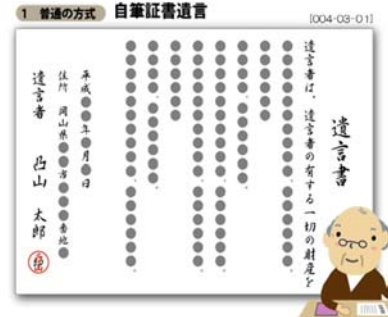 1 普通の方式 自筆証書遺言
[004-03-01]
遺言書
遺言者は、遺言者の有する一切の財産を
●●●●●●●●●●●●●●●●。
平成●●年●月●日
住所 岡山県●●市●●●●番地●
遺言者 凸山 太郎